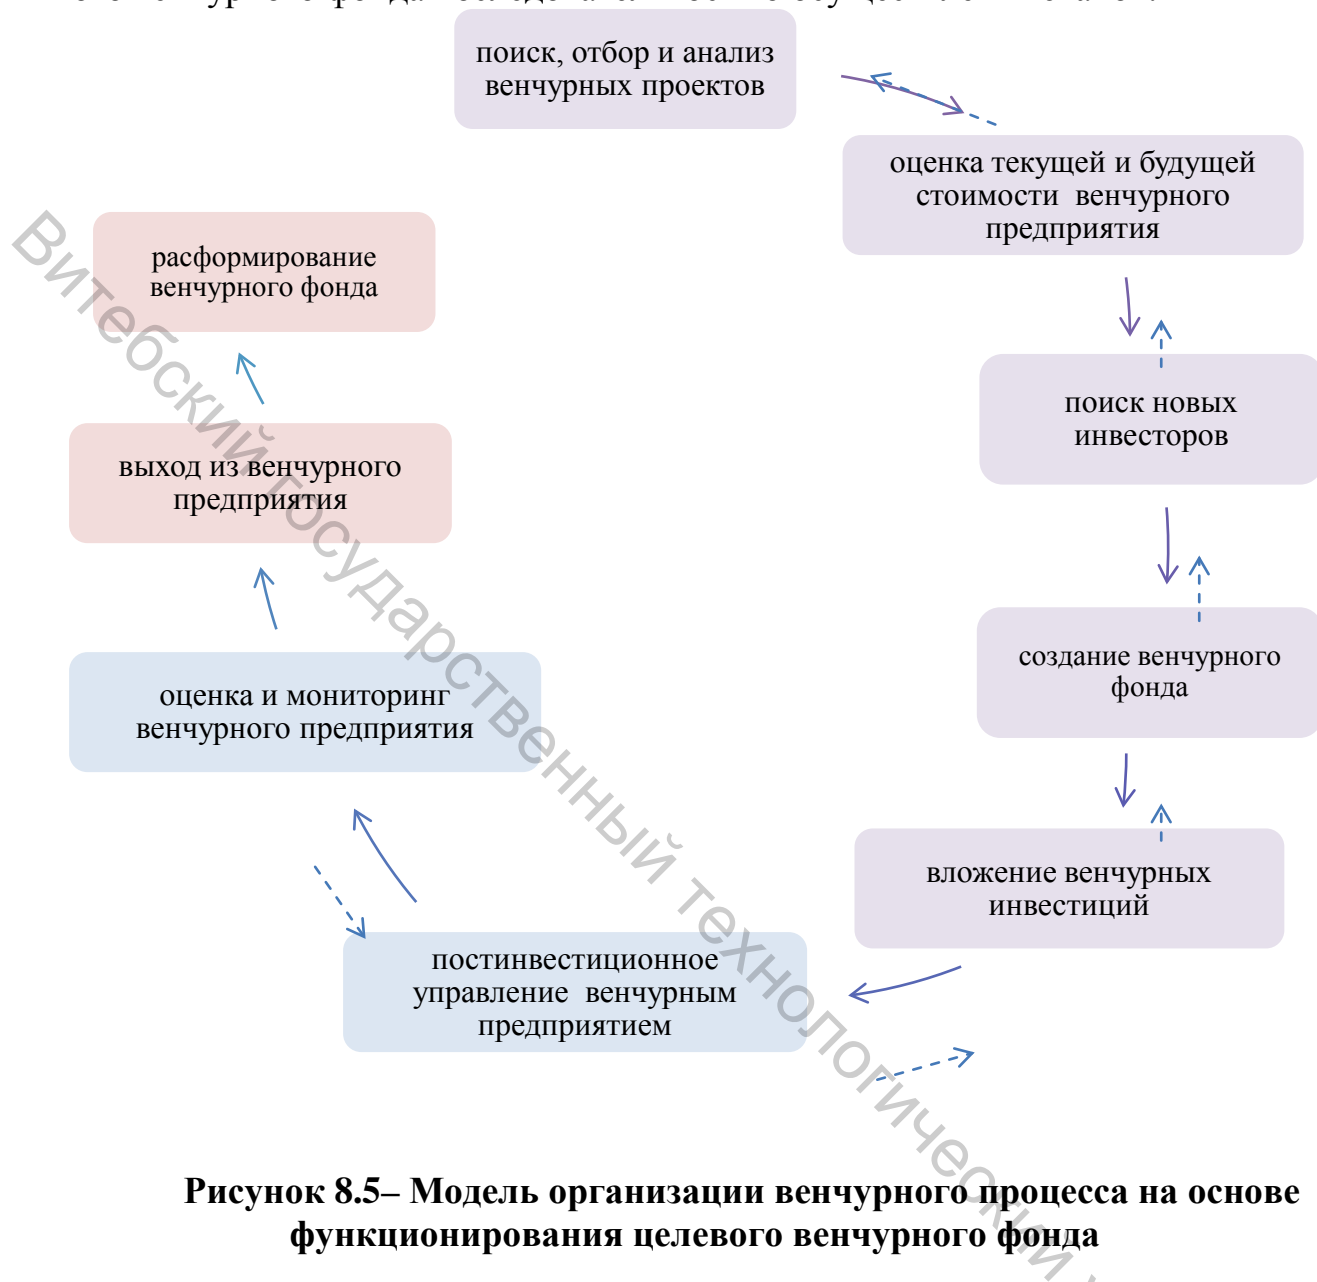 поиск, отбор и анализ
венчурных проектов
оценка текущей и будущей
стоимости венчурного
предприятия
расформирование
венчурного фонда
поиск новых
инвесторов
выход из венчурного
предприятия
создание венчурного
фонда
оценка и мониторинг
венчурного предприятия
вложение венчурных
инвестиций
постинвестиционное
управление венчурным
предприятием
Витебский государственный технологический
Рисунок 8.5– Модель организации венчурного процесса на основе
функционирования целевого венчурного фонда